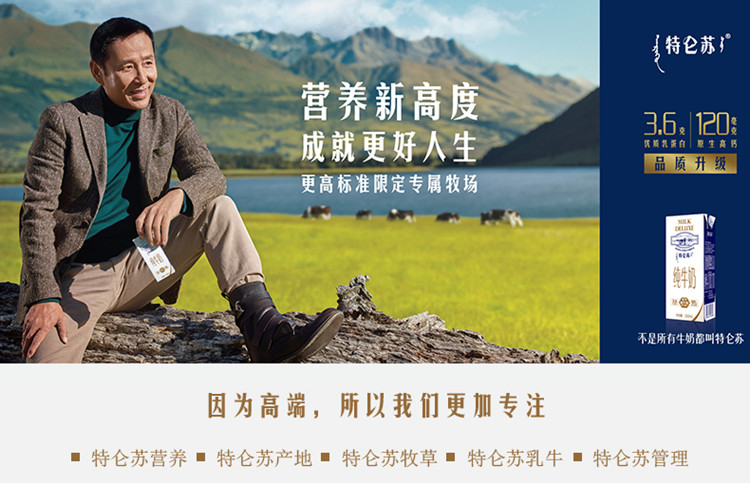 营养新高度
成就更好人生
更高标准限定专属牧场
特仑苏®
3.6克
优质乳蛋白
120毫克
原生高钙
品质升级
MILK
DELUXE
特仑苏
纯牛奶
不是所有牛奶都叫特仑苏
因为高端，所以我们更加专注
■ 特仑苏营养 ■ 特仑苏产地 ■ 特仑苏牧草 ■ 特仑苏乳牛 ■ 特仑苏管理